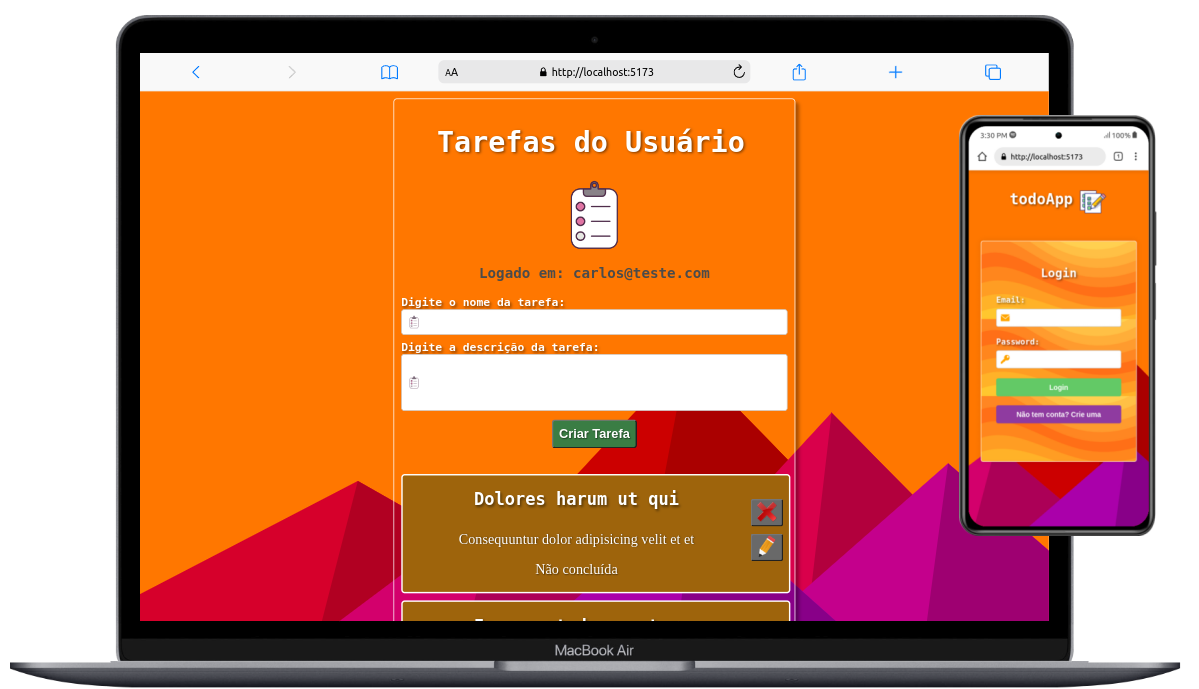 AA
http://localhost:5173
Tarefas do Usuário
Logado em: carlos@teste.com
Digite o nome da tarefa:
Digite a descrição da tarefa:
Criar Tarefa
Dolores harum ut qui
Consequuntur dolor adipisicing velit et et
Não concluída
MacBook Air
3:30 PM
100%
http://localhost:5173
1
todoApp
Login
Email:
Password:
Login
Não tem conta? Crie uma